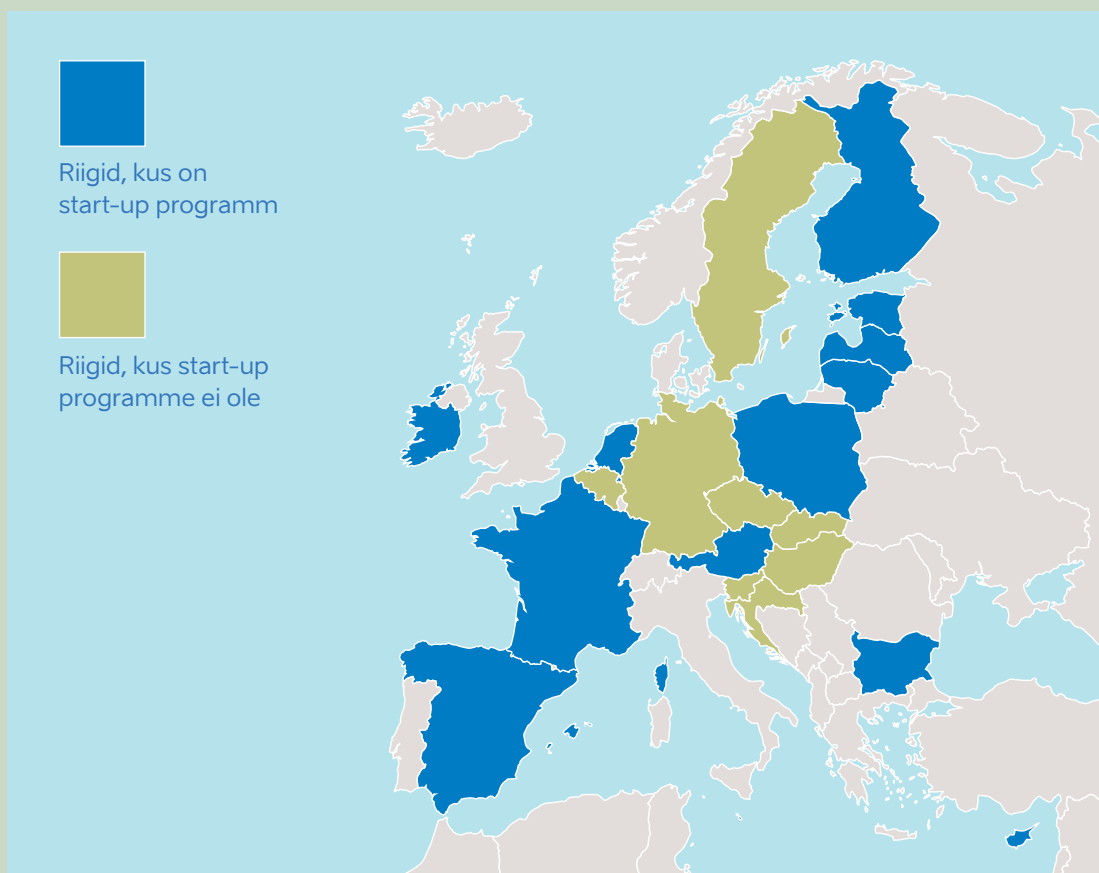 Riigid, kus on
start-up programm
Riigid, kus start-up
programme ei ole